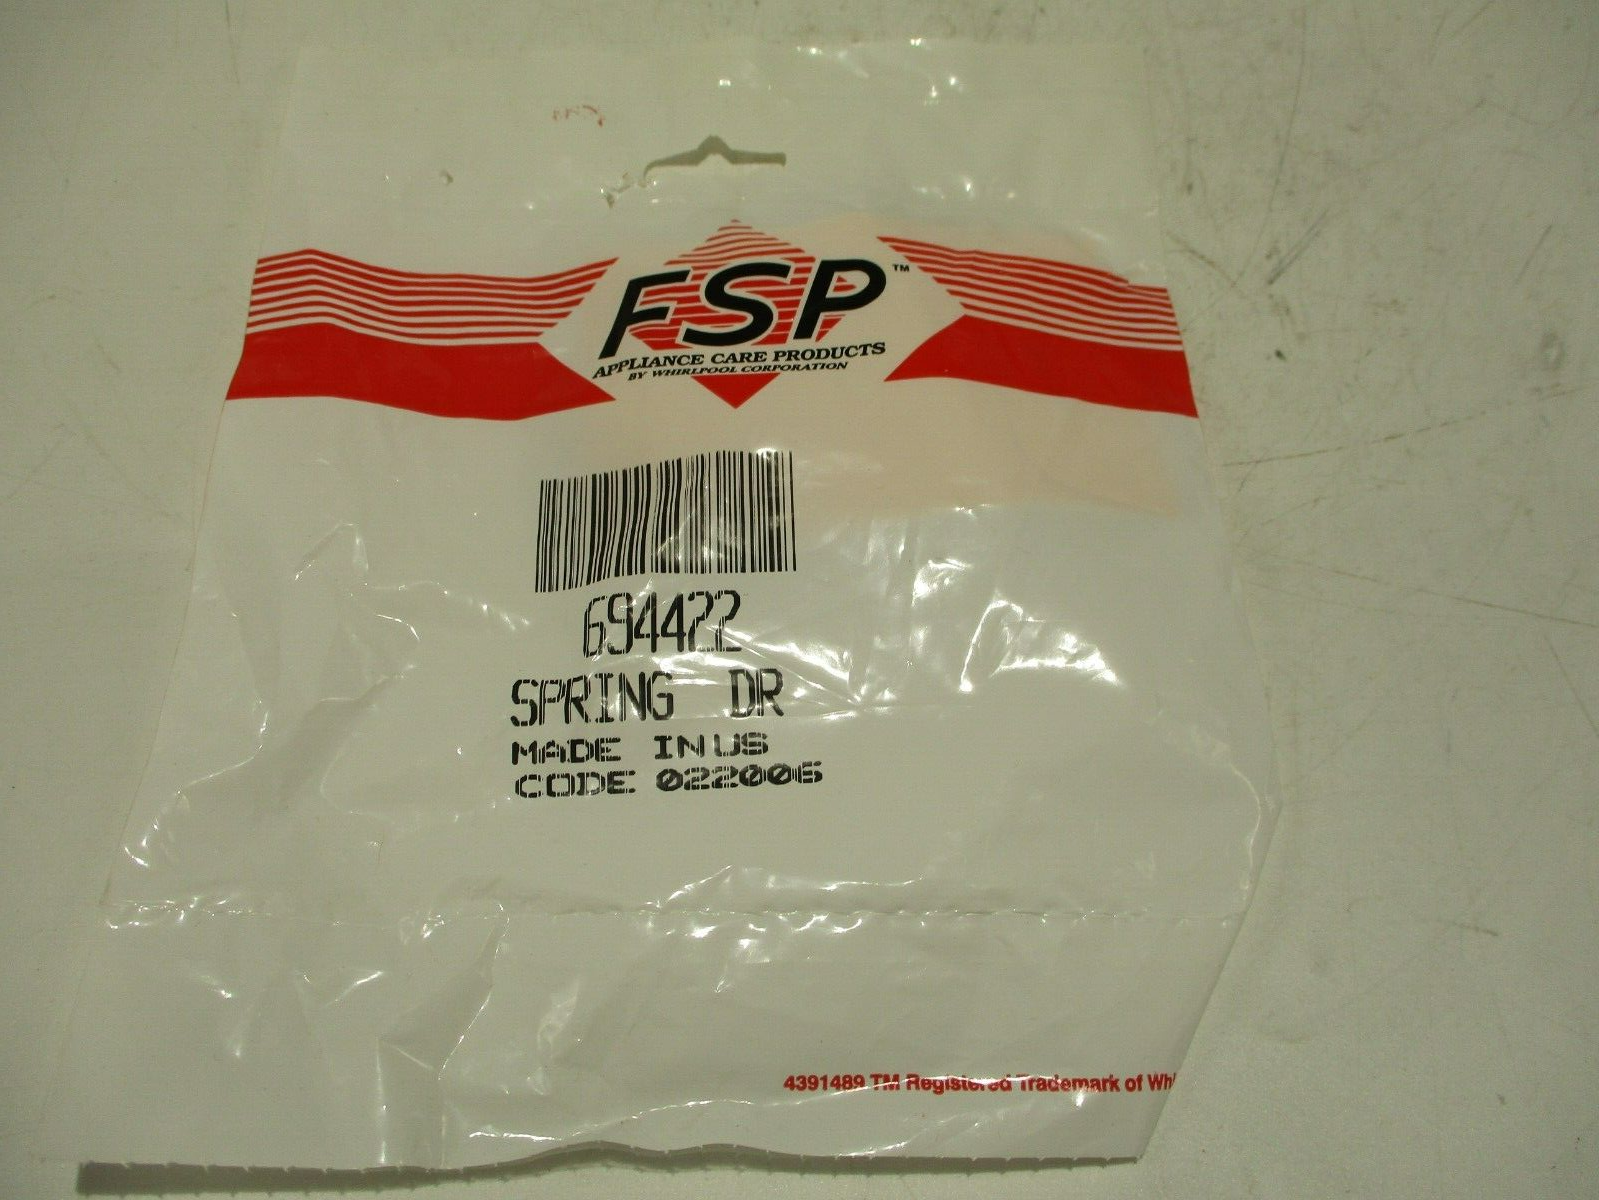 FSP™
APPLIANCE CARE PRODUCTS
BY WHIRLPOOL CORPORATION
694422
SPRING DR
MADE IN US
CODE 022006
4391489 TM Registered Trademark of Whi